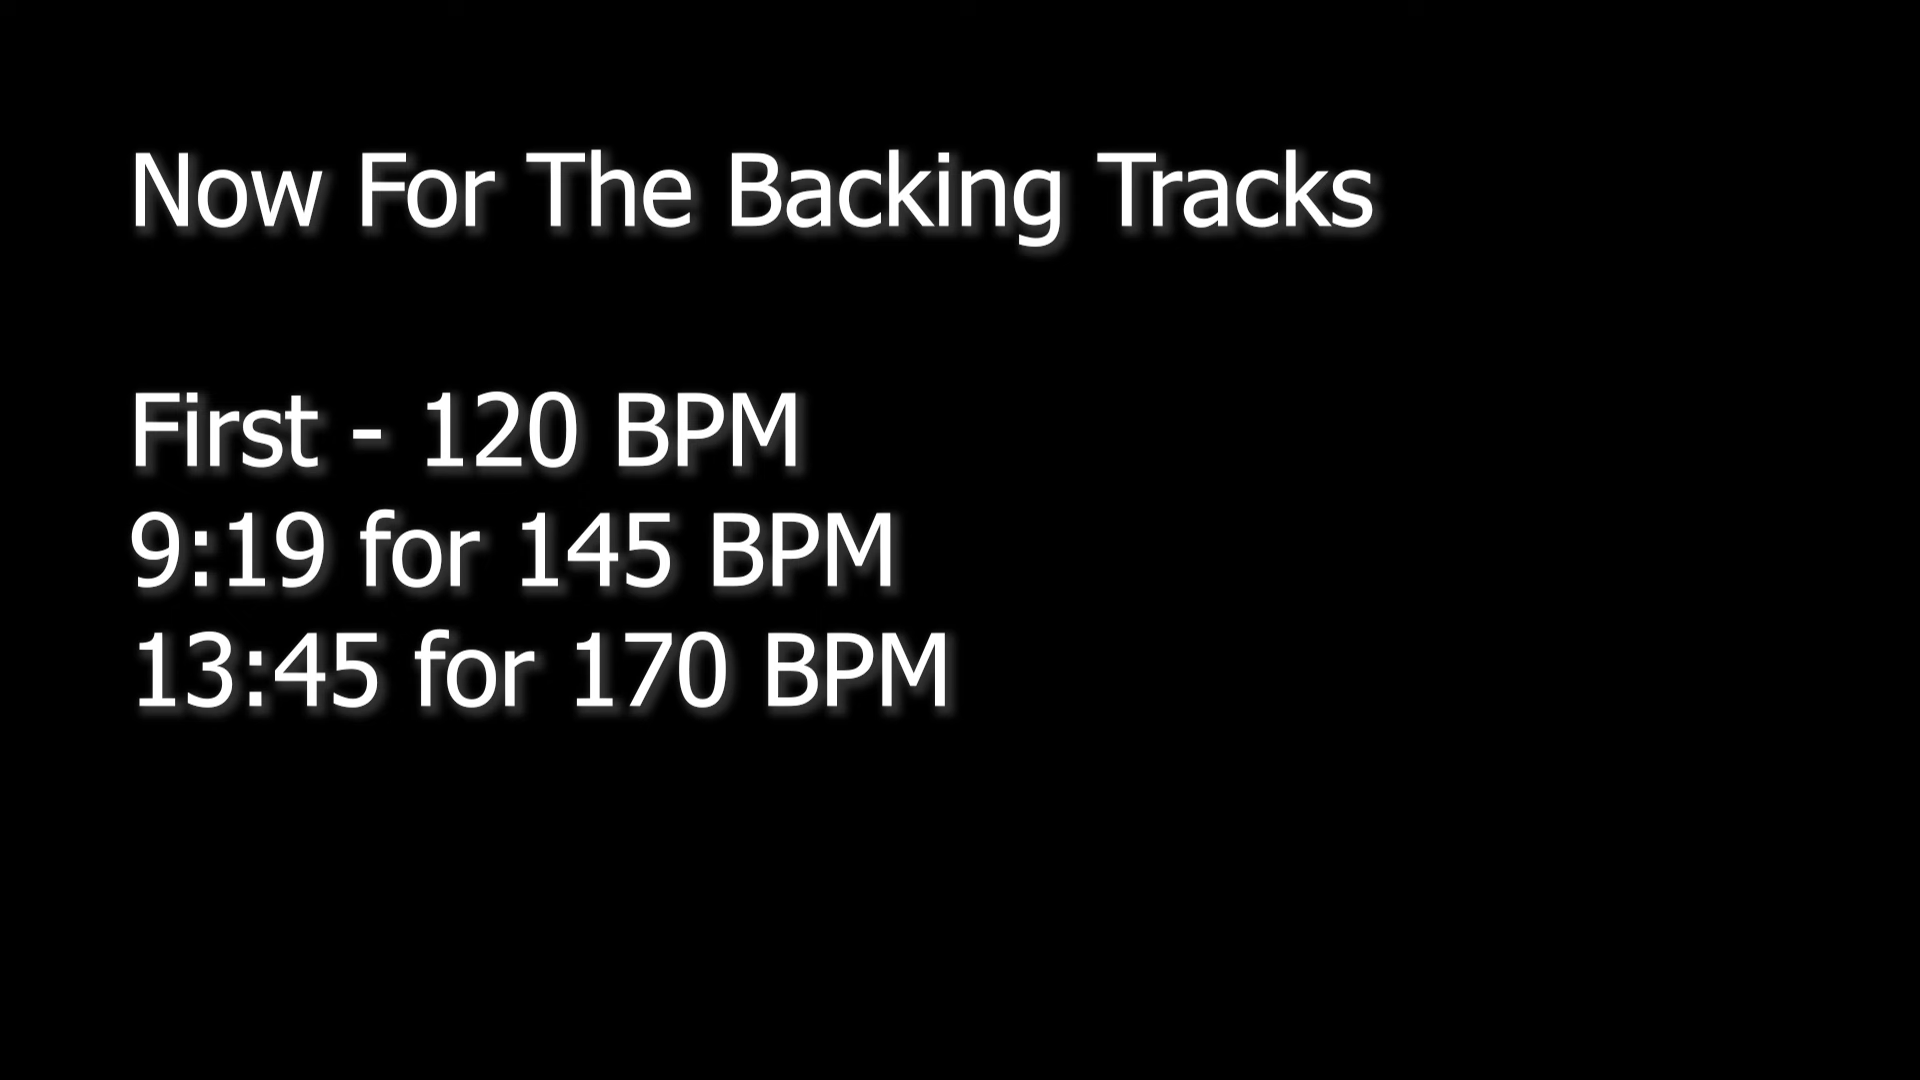 Now For The Backing Tracks
First - 120 BPM
9:19 for 145 BPM
13:45 for 170 BPM